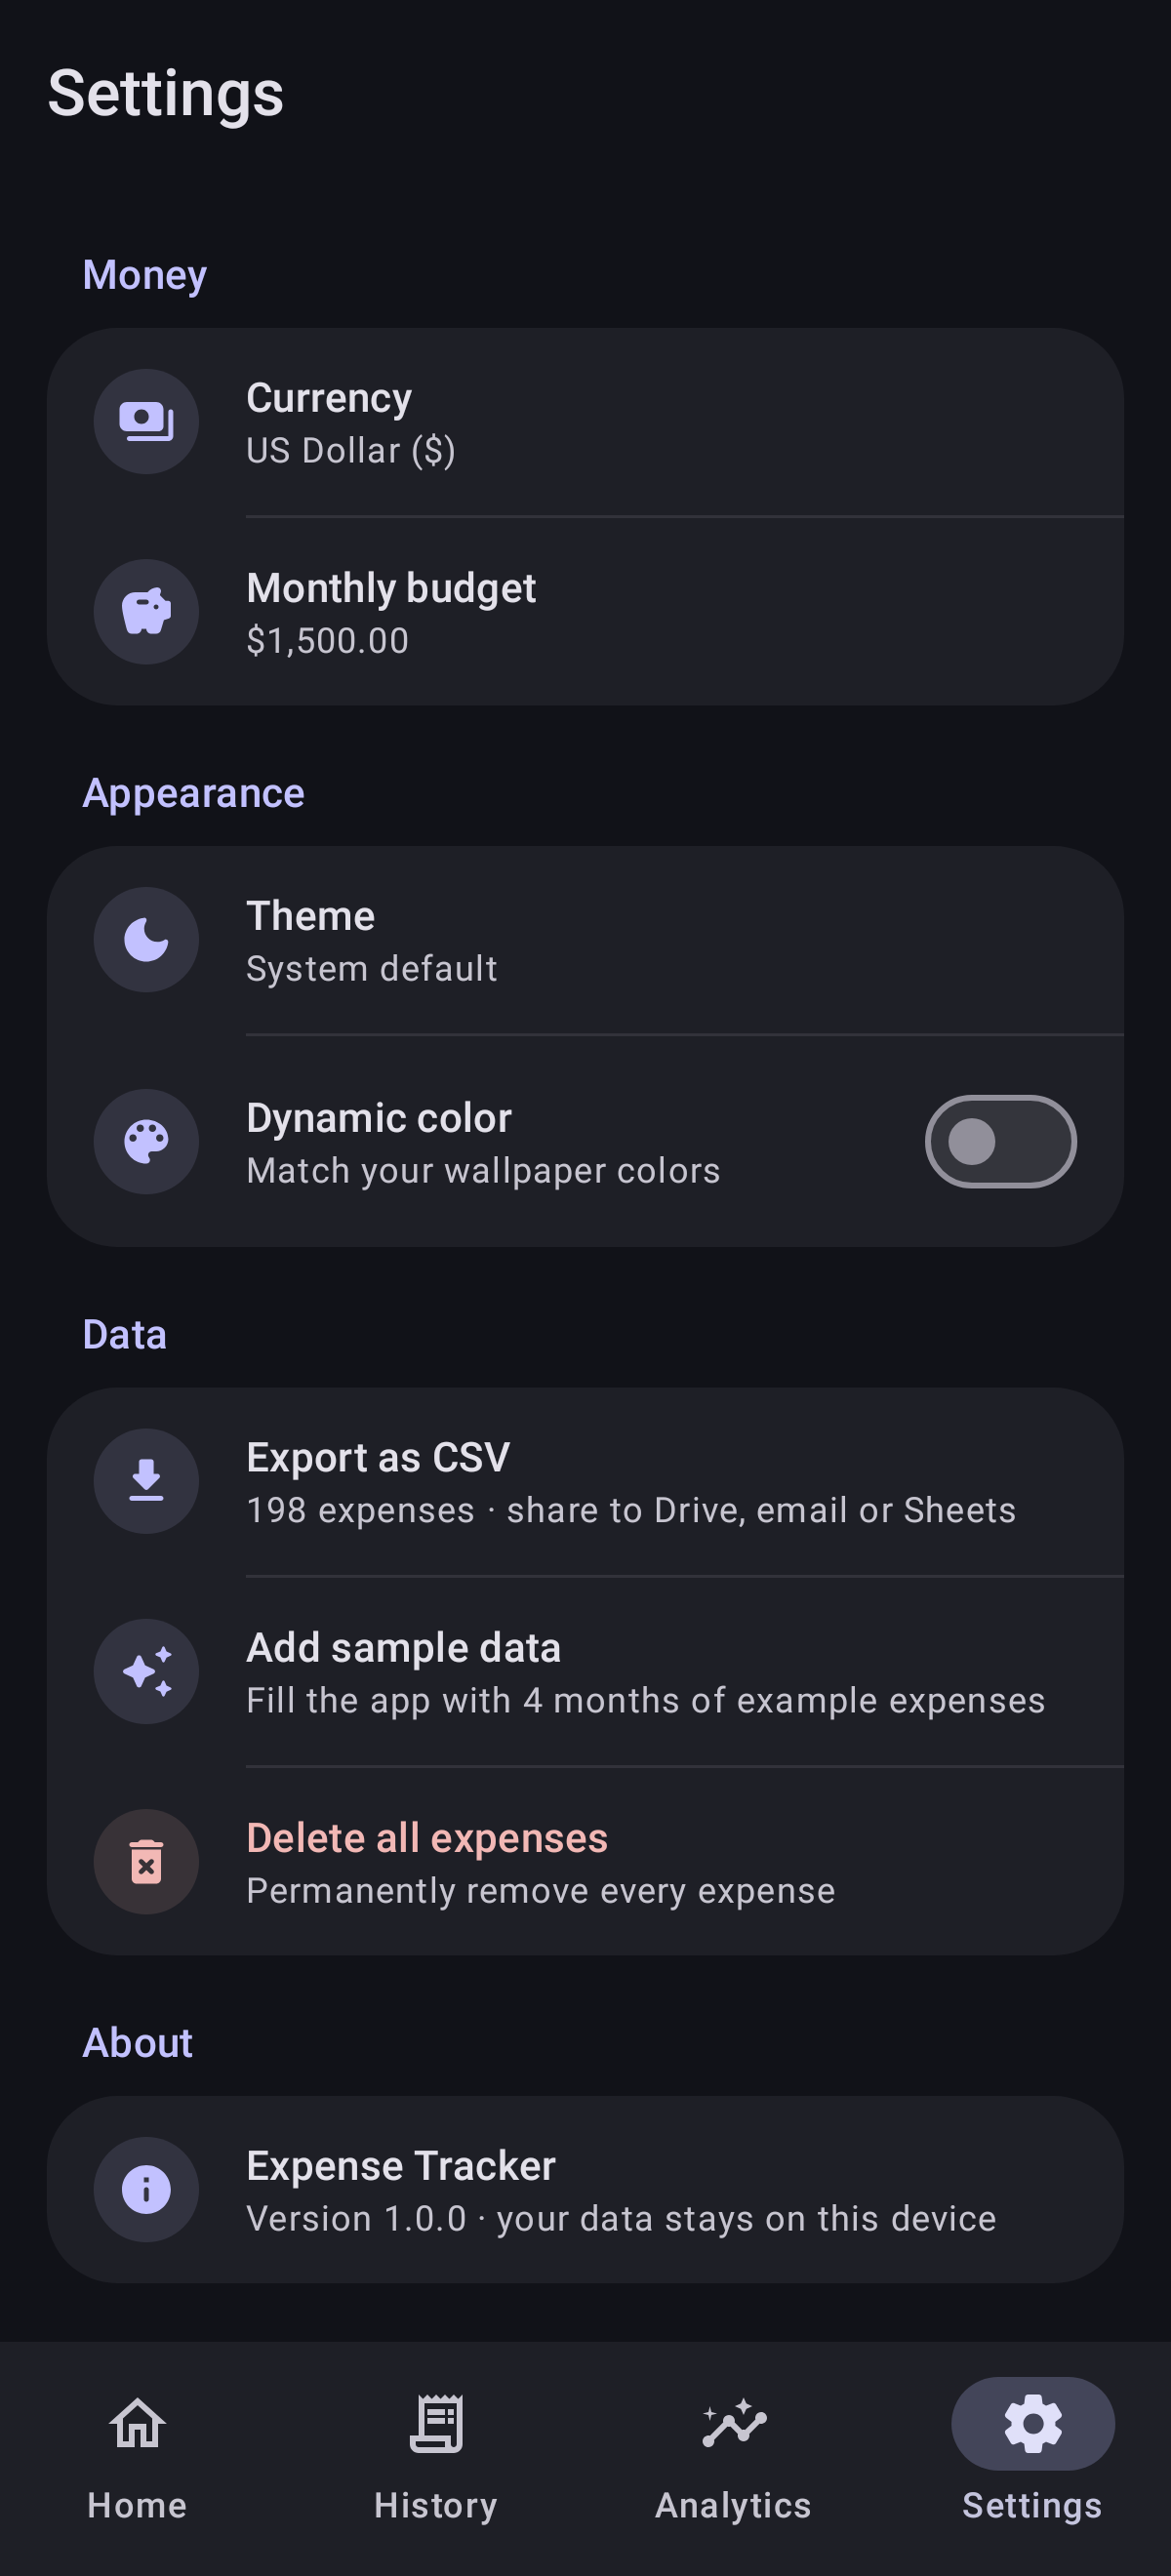 Settings
Money
Currency
US Dollar ($)
Monthly budget
$1,500.00
Appearance
Theme
System default
Dynamic color
Match your wallpaper colors
Data
Export as CSV
198 expenses · share to Drive, email or Sheets
Add sample data
Fill the app with 4 months of example expenses
Delete all expenses
Permanently remove every expense
About
Expense Tracker
Version 1.0.0 · your data stays on this device
Home
History
Analytics
Settings